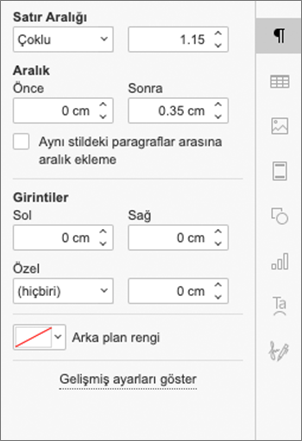 Satır Aralığı
Çoklu 1.15
Aralık
Önce Sonra
0 cm 0.35 cm
Aynı stildeki paragraflar arasına
aralık ekleme
Girintiler
Sol Sağ
0 cm 0 cm
Özel
(hiçbiri) 0 cm
Arka plan rengi
Gelişmiş ayarları göster
¶
Ta